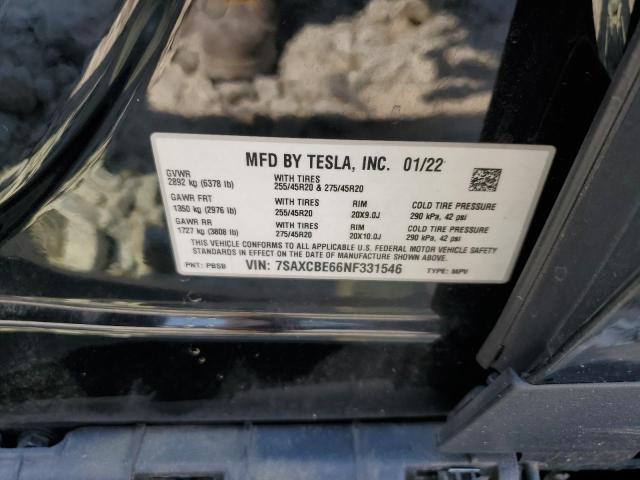 MFD BY TESLA, INC. 01/22
GVWR
2892 kg (6378 lb)
WITH TIRES
255/45R20 & 275/45R20
GAWR FRT
1350 kg (2976 lb)
WITH TIRES
255/45R20
RIM
20X9.0J
COLD TIRE PRESSURE
290 kPa, 42 psi
GAWR RR
1727 kg (3808 lb)
WITH TIRES
275/45R20
RIM
20X10.0J
COLD TIRE PRESSURE
290 kPa, 42 psi
THIS VEHICLE CONFORMS TO ALL APPLICABLE U.S. FEDERAL MOTOR VEHICLE SAFETY
STANDARDS IN EFFECT ON THE DATE OF MANUFACTURE SHOWN ABOVE.
PNT: PBSB VIN: 7SAXCBE66NF331546 TYPE: MPV